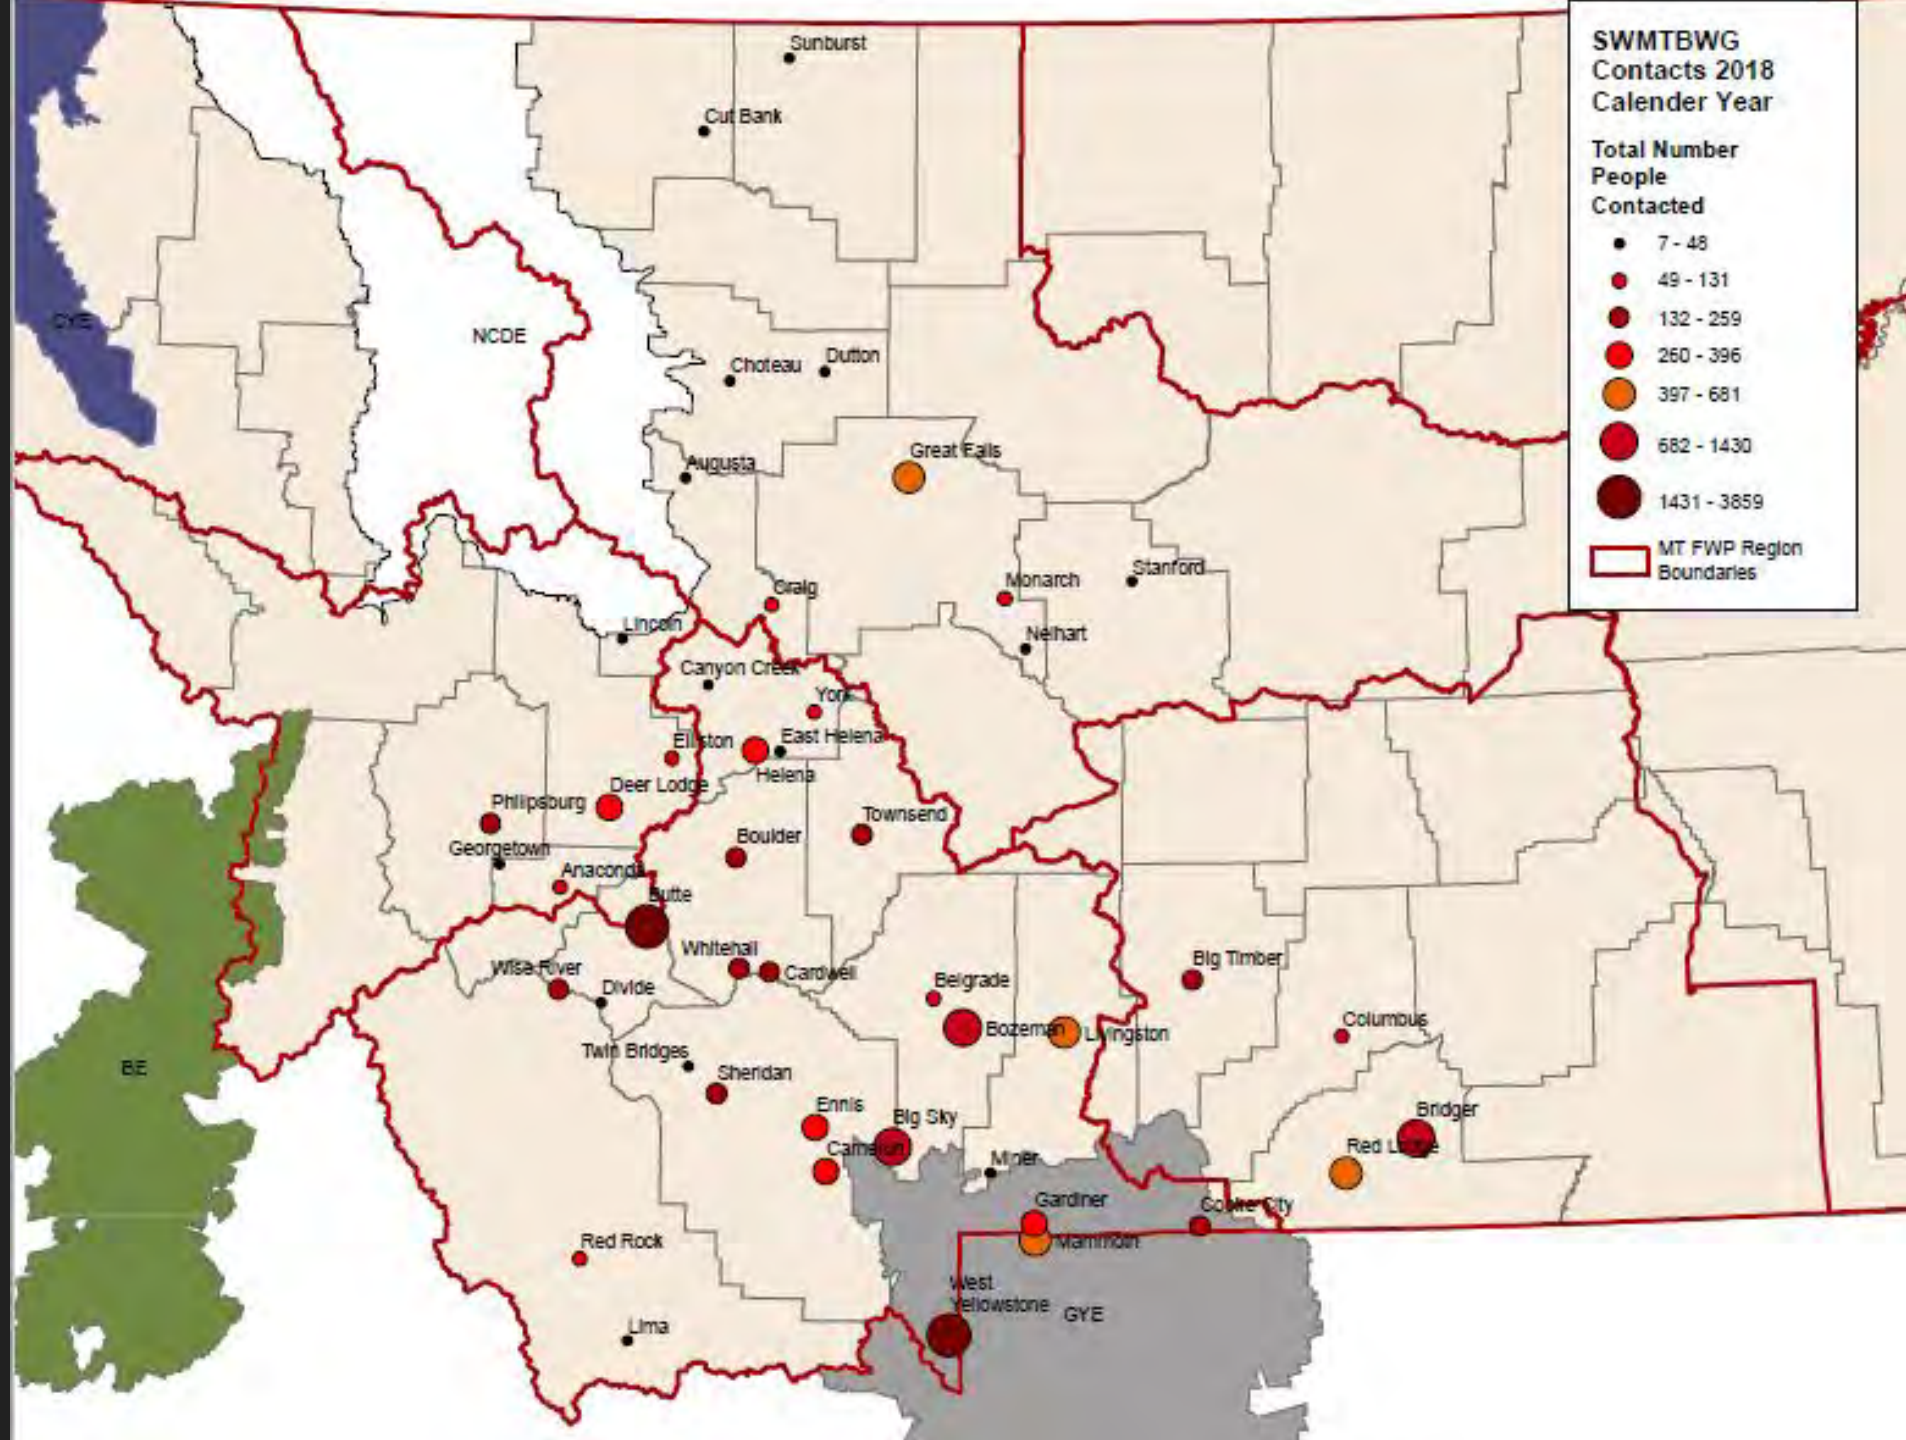 SWMTBWG
Contacts 2018
Calender Year
Total Number
People
Contacted
7 - 48
49 - 131
132 - 259
260 - 396
397 - 681
682 - 1430
1431 - 3859
MT FWP Region
Boundaries
Sunburst
Cut Bank
CYE
NCDE
Choteau
Dutton
Augusta
Great Falls
Craig
Monarch
Stanford
Lincoln
Neihart
Canyon Creek
York
Elliston
East Helena
Helena
Deer Lodge
Philipsburg
Townsend
Boulder
Georgetown
Anaconda
Butte
Whitehall
Cardwell
Wise River
Divide
Belgrade
Big Timber
Bozeman
Livingston
Columbus
Twin Bridges
Sheridan
BE
Ennis
Big Sky
Bridger
Cameron
Red Lodge
Miner
Gardiner
Cooke City
Mammoth
Red Rock
West
Yellowstone
GYE
Lima